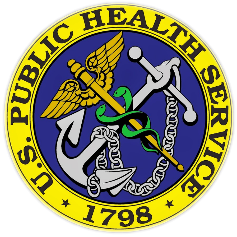 U.S. PUBLIC HEALTH SERVICE
1798